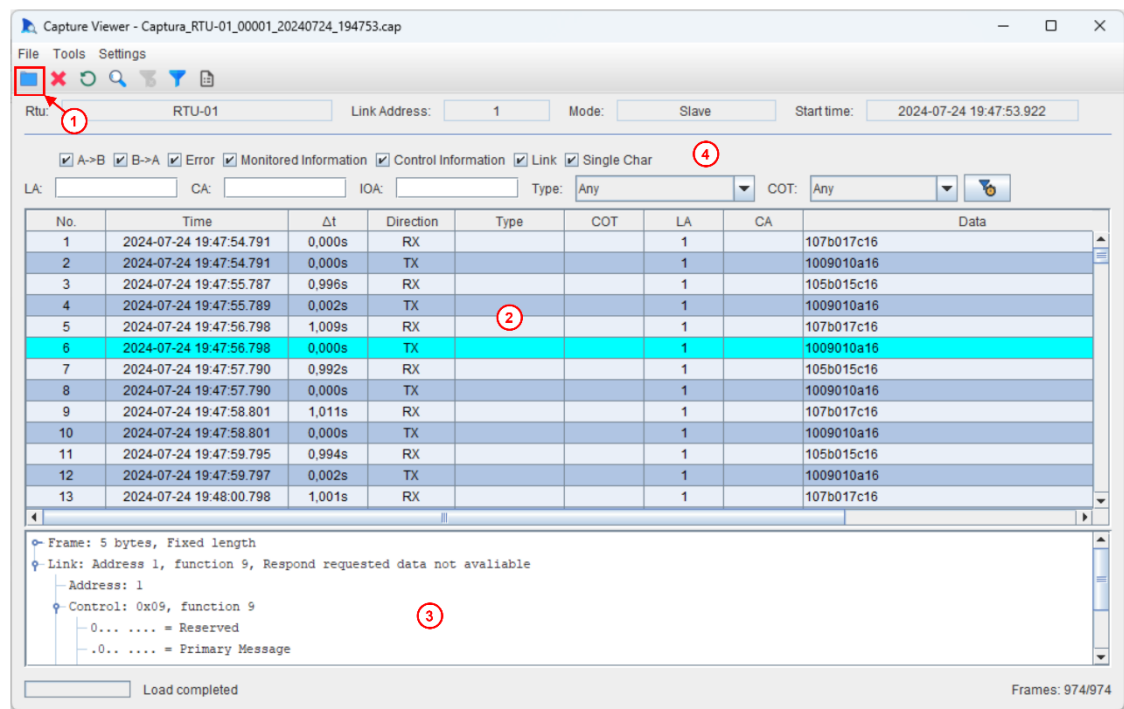 Capture Viewer - Captura_RTU-01_00001_20240724_194753.cap
File Tools Settings
Rtu: RTU-01 Link Address: 1 Mode: Slave Start time: 2024-07-24 19:47:53.922
1
A->B B->A Error Monitored Information Control Information Link Single Char 4
LA: CA: IOA: Type: Any COT: Any
No. Time Δt Direction Type COT LA CA Data
1 2024-07-24 19:47:54.791 0,000s RX 1 107b017c16
2 2024-07-24 19:47:54.791 0,000s TX 1 1009010a16
3 2024-07-24 19:47:55.787 0,996s RX 1 105b015c16
4 2024-07-24 19:47:55.789 0,002s TX 1 1009010a16
5 2024-07-24 19:47:56.798 1,009s RX 2 1 107b017c16
6 2024-07-24 19:47:56.798 0,000s TX 1 1009010a16
7 2024-07-24 19:47:57.790 0,992s RX 1 105b015c16
8 2024-07-24 19:47:57.790 0,000s TX 1 1009010a16
9 2024-07-24 19:47:58.801 1,011s RX 1 107b017c16
10 2024-07-24 19:47:58.801 0,000s TX 1 1009010a16
11 2024-07-24 19:47:59.795 0,994s RX 1 105b015c16
12 2024-07-24 19:47:59.797 0,002s TX 1 1009010a16
13 2024-07-24 19:48:00.798 1,001s RX 1 107b017c16
Frame: 5 bytes, Fixed length
Link: Address 1, function 9, Respond requested data not avaliable
Address: 1
Control: 0x09, function 9 3
0... .... = Reserved
.0.. .... = Primary Message
Load completed Frames: 974/974